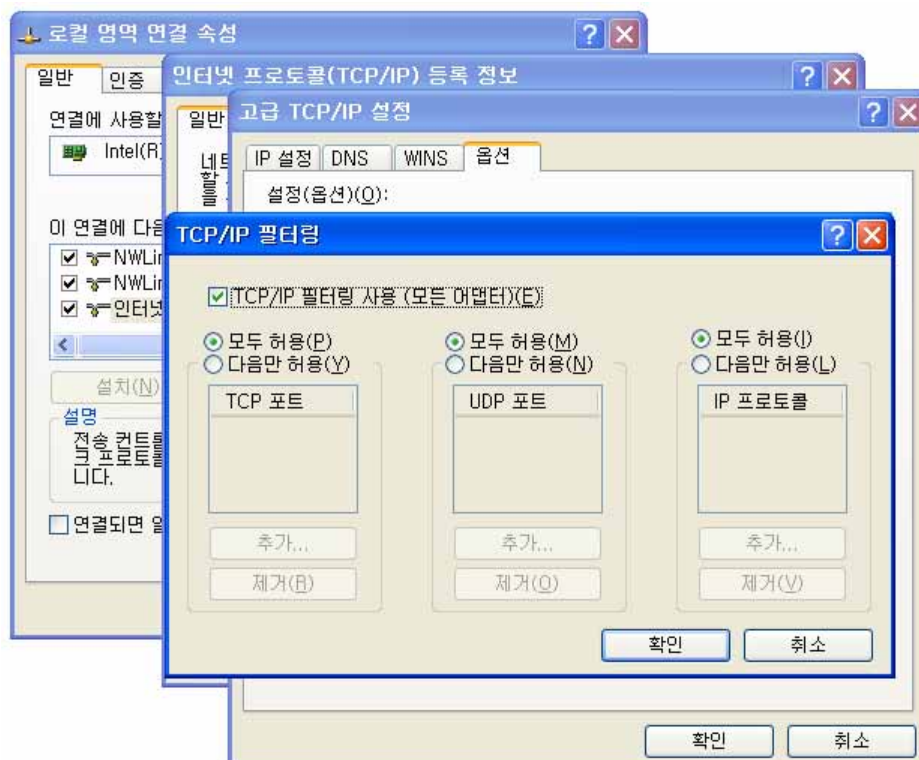 로컬 영역 연결 속성
일반 인증
연결에 사용할
Intel(R)
이 연결에 다음
NWLin
NWLin
인터넷
설치(N)
설명
전송 컨트롤
크 프로토콜
니다.
연결되면 알
인터넷 프로토콜(TCP/IP) 등록 정보
일반
네트
할
를
고급 TCP/IP 설정
IP 설정 DNS WINS 옵션
설정(옵션)(O):
TCP/IP 필터링
TCP/IP 필터링 사용 (모든 어댑터)(E)
모두 허용(P) 모두 허용(M) 모두 허용(I)
다음만 허용(Y) 다음만 허용(N) 다음만 허용(L)
TCP 포트 UDP 포트 IP 프로토콜
추가... 추가... 추가...
제거(R) 제거(O) 제거(V)
확인 취소
확인 취소